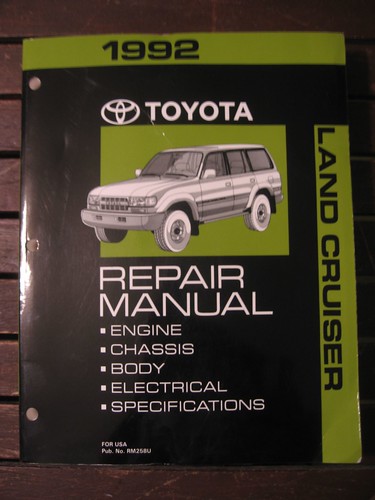 1992
TOYOTA
LAND CRUISER
REPAIR
MANUAL
▪ ENGINE
▪ CHASSIS
▪ BODY
▪ ELECTRICAL
▪ SPECIFICATIONS
FOR USA
Pub. No. RM258U